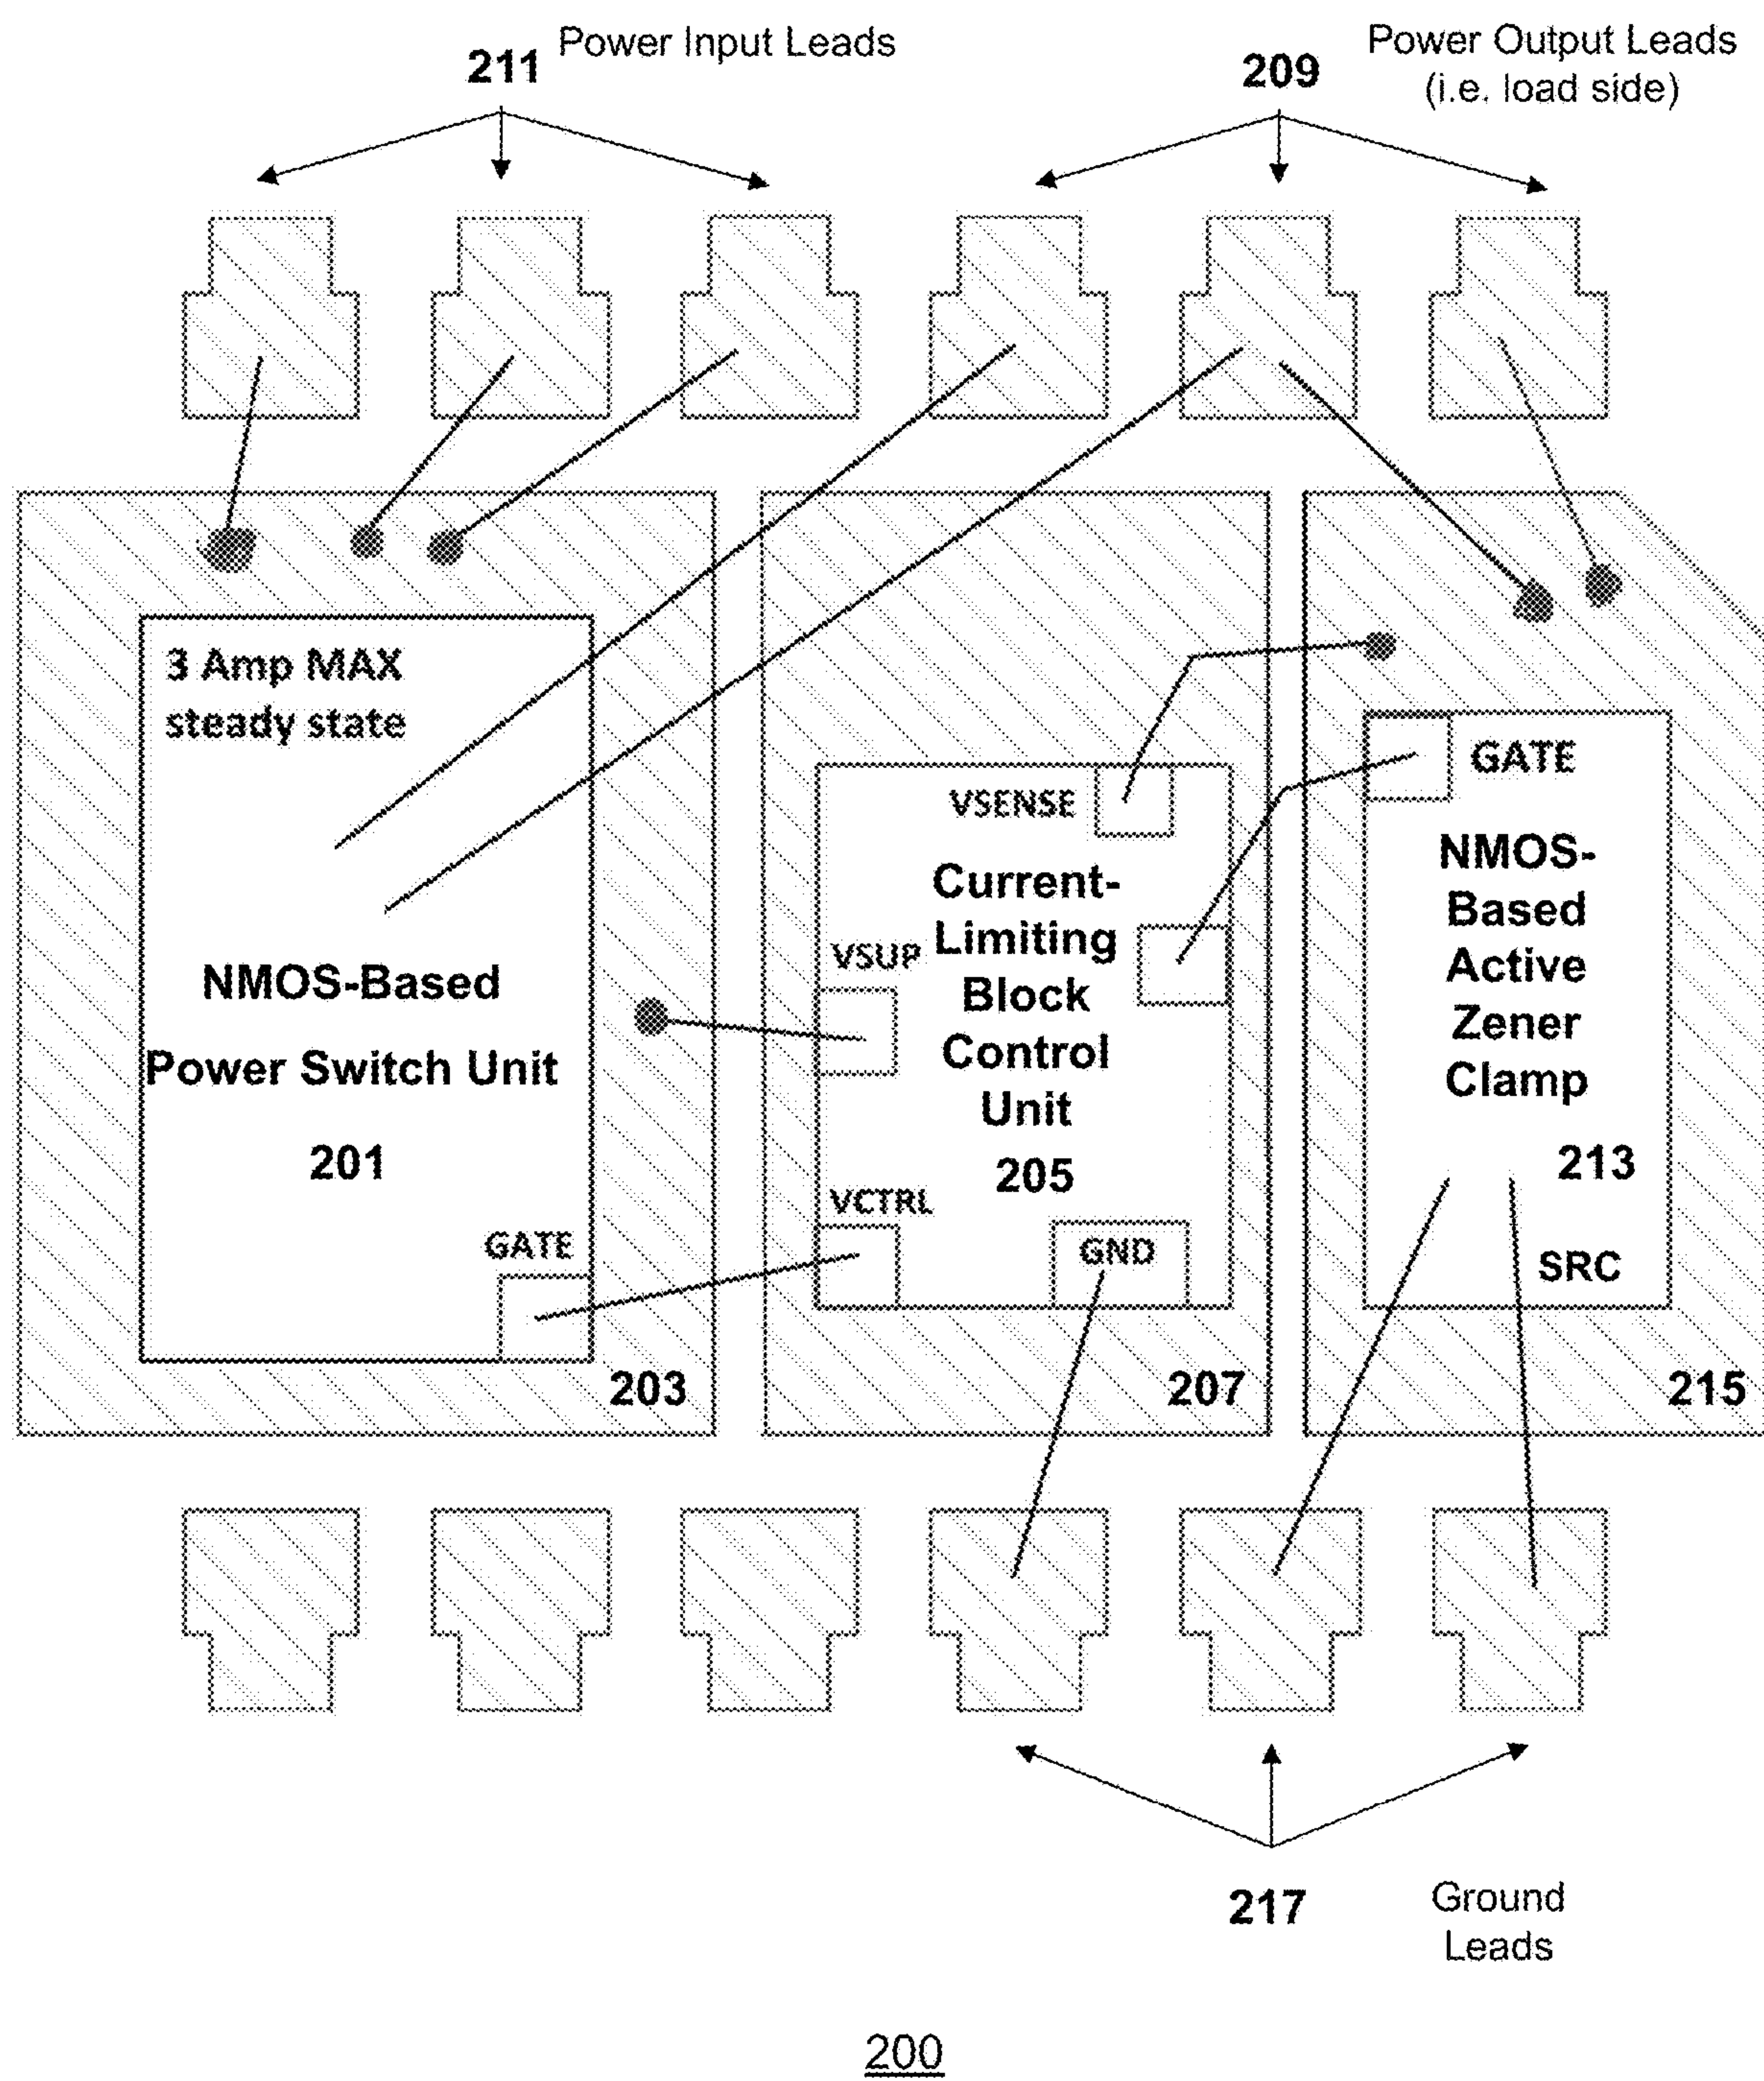 211 Power Input Leads
209 Power Output Leads
(i.e. load side)
3 Amp MAX
steady state
NMOS-Based
Power Switch Unit
201
GATE
203
VSENSE
Current-
Limiting
Block
Control
Unit
205
VSUP
VCTRL
GND
207
GATE
NMOS-
Based
Active
Zener
Clamp
213
SRC
215
217 Ground
Leads
200